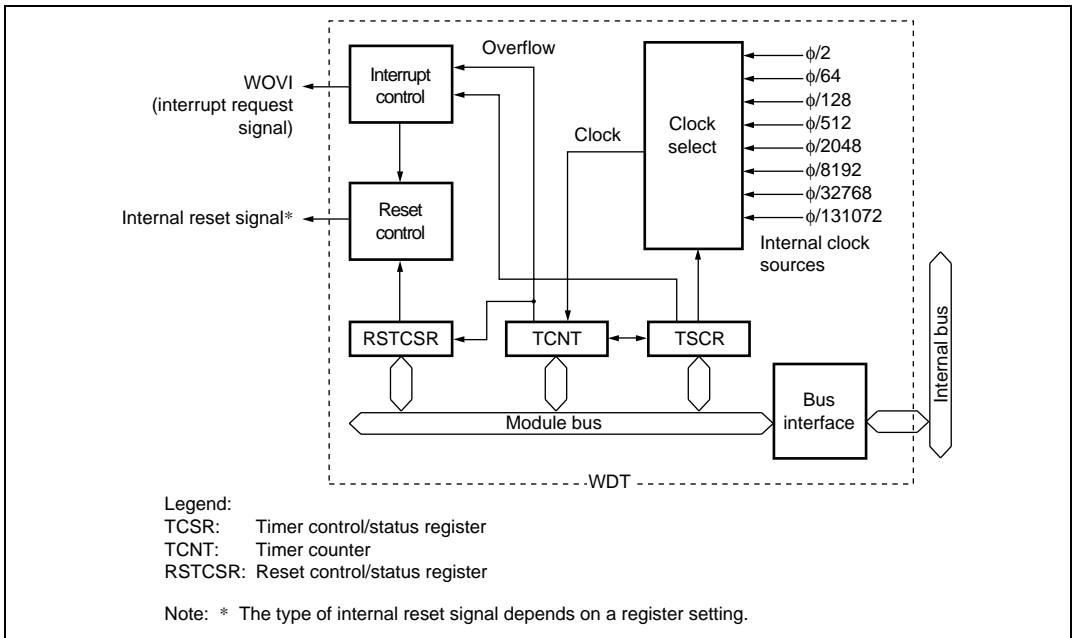 Overflow
Interrupt
control
WOVI
(interrupt request
signal)
Reset
control
Internal reset signal*
Clock
Clock
select
ϕ/2
ϕ/64
ϕ/128
ϕ/512
ϕ/2048
ϕ/8192
ϕ/32768
ϕ/131072
Internal clock
sources
RSTCSR
TCNT
TSCR
Module bus
Bus
interface
Internal bus
WDT
Legend:
TCSR: Timer control/status register
TCNT: Timer counter
RSTCSR: Reset control/status register
Note: * The type of internal reset signal depends on a register setting.